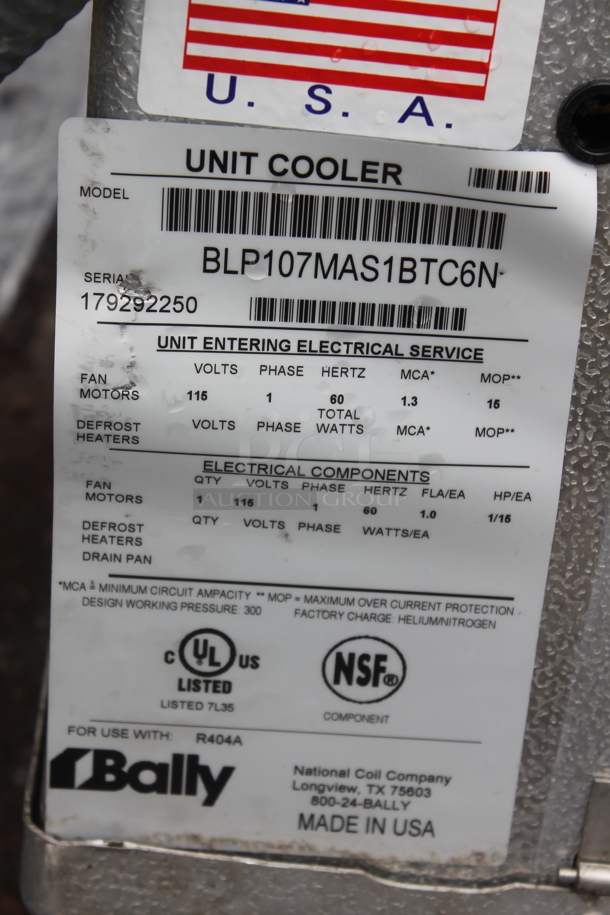 U. S. A.
UNIT COOLER
MODEL
BLP107MAS1BTC6N
SERIAL
179292250
UNIT ENTERING ELECTRICAL SERVICE
VOLTS PHASE HERTZ MCA* MOP**
FAN MOTORS 115 1 60 1.3 15
TOTAL
DEFROST HEATERS VOLTS PHASE WATTS MCA* MOP**
ELECTRICAL COMPONENTS
QTY VOLTS PHASE HERTZ FLA/EA HP/EA
FAN MOTORS 1 115 1 60 1.0 1/15
AUCTION GROUP
DEFROST HEATERS QTY VOLTS PHASE WATTS/EA
DRAIN PAN
*MCA = MINIMUM CIRCUIT AMPACITY ** MOP = MAXIMUM OVER CURRENT PROTECTION
DESIGN WORKING PRESSURE: 300 FACTORY CHARGE: HELIUM/NITROGEN
C UL US
LISTED
LISTED 7L35
NSF®
COMPONENT
FOR USE WITH: R404A
Bally
National Coil Company
Longview, TX 75603
800-24-BALLY
MADE IN USA